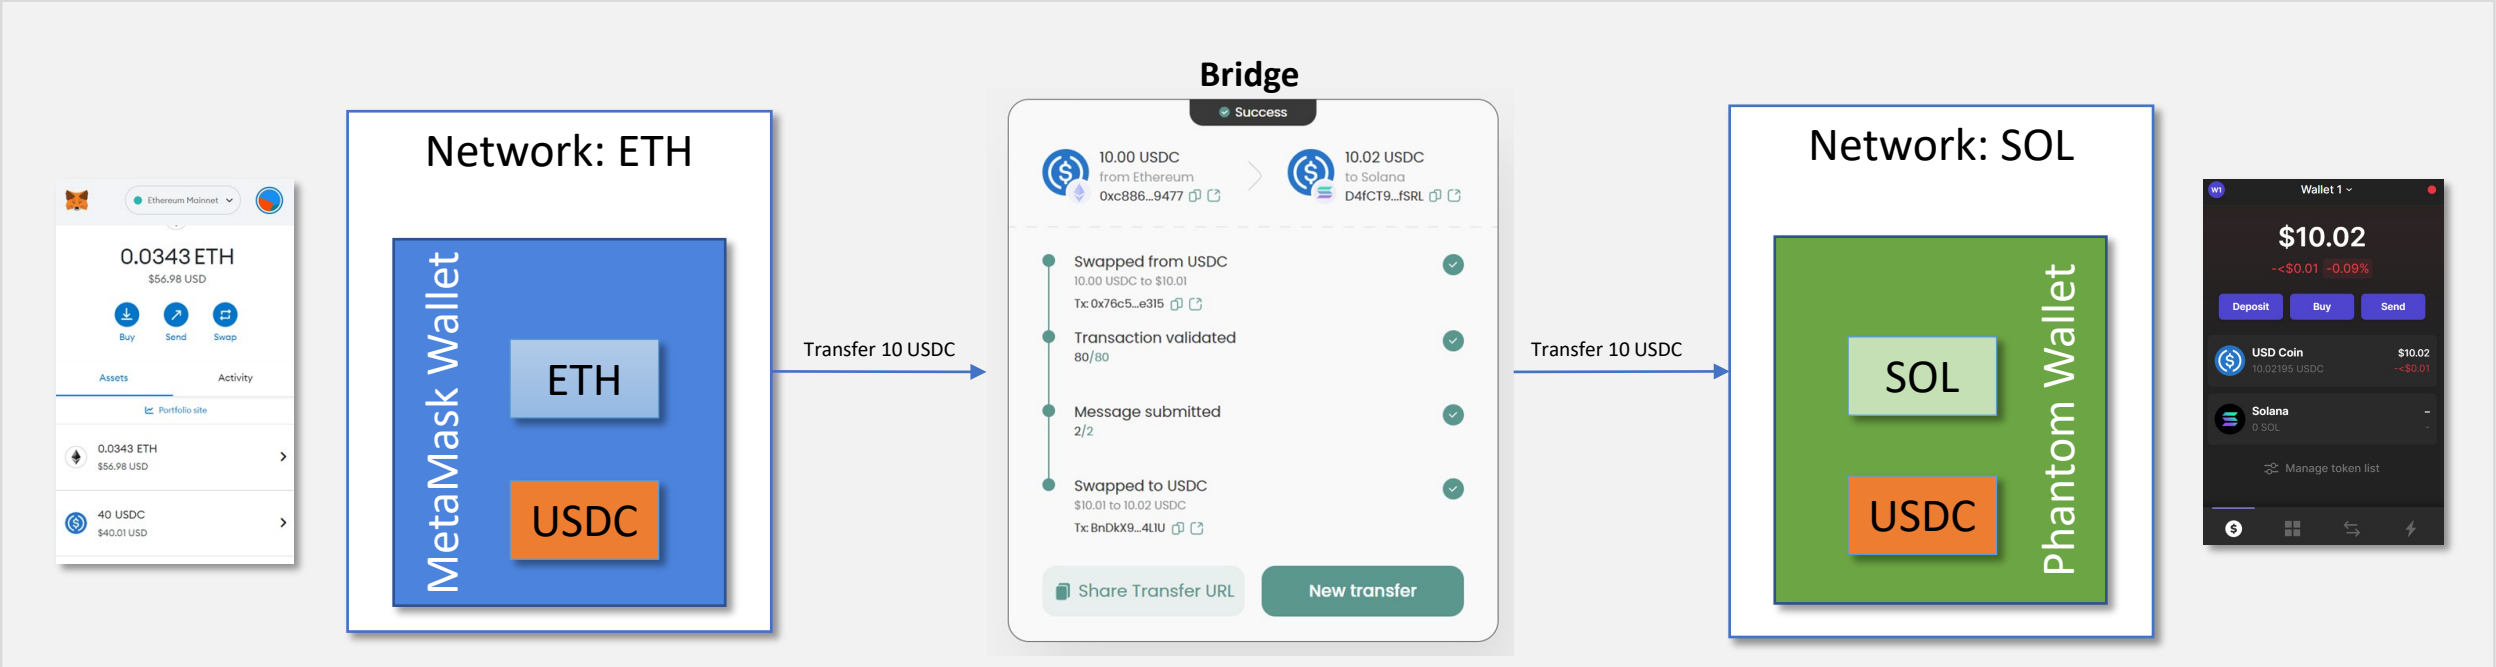 Ethereum Mainnet
0.0343 ETH
$56.98 USD
Buy
Send
Swap
Assets
Activity
Portfolio site
0.0343 ETH
$56.98 USD
40 USDC
$40.01 USD
Network: ETH
MetaMask Wallet
ETH
USDC
Transfer 10 USDC
Bridge
Success
10.00 USDC
from Ethereum
0xc886...9477
10.02 USDC
to Solana
D4fCT9...fSRL
Swapped from USDC
10.00 USDC to $10.01
Tx: 0x76c5...e315
Transaction validated
80/80
Message submitted
2/2
Swapped to USDC
$10.01 to 10.02 USDC
Tx: BnDkX9...4L1U
Share Transfer URL
New transfer
Transfer 10 USDC
Network: SOL
Phantom Wallet
SOL
USDC
W1
Wallet 1
$10.02
-<$0.01 -0.09%
Deposit
Buy
Send
USD Coin
$10.02
10.02195 USDC
-<$0.01
Solana
–
0 SOL
-
Manage token list